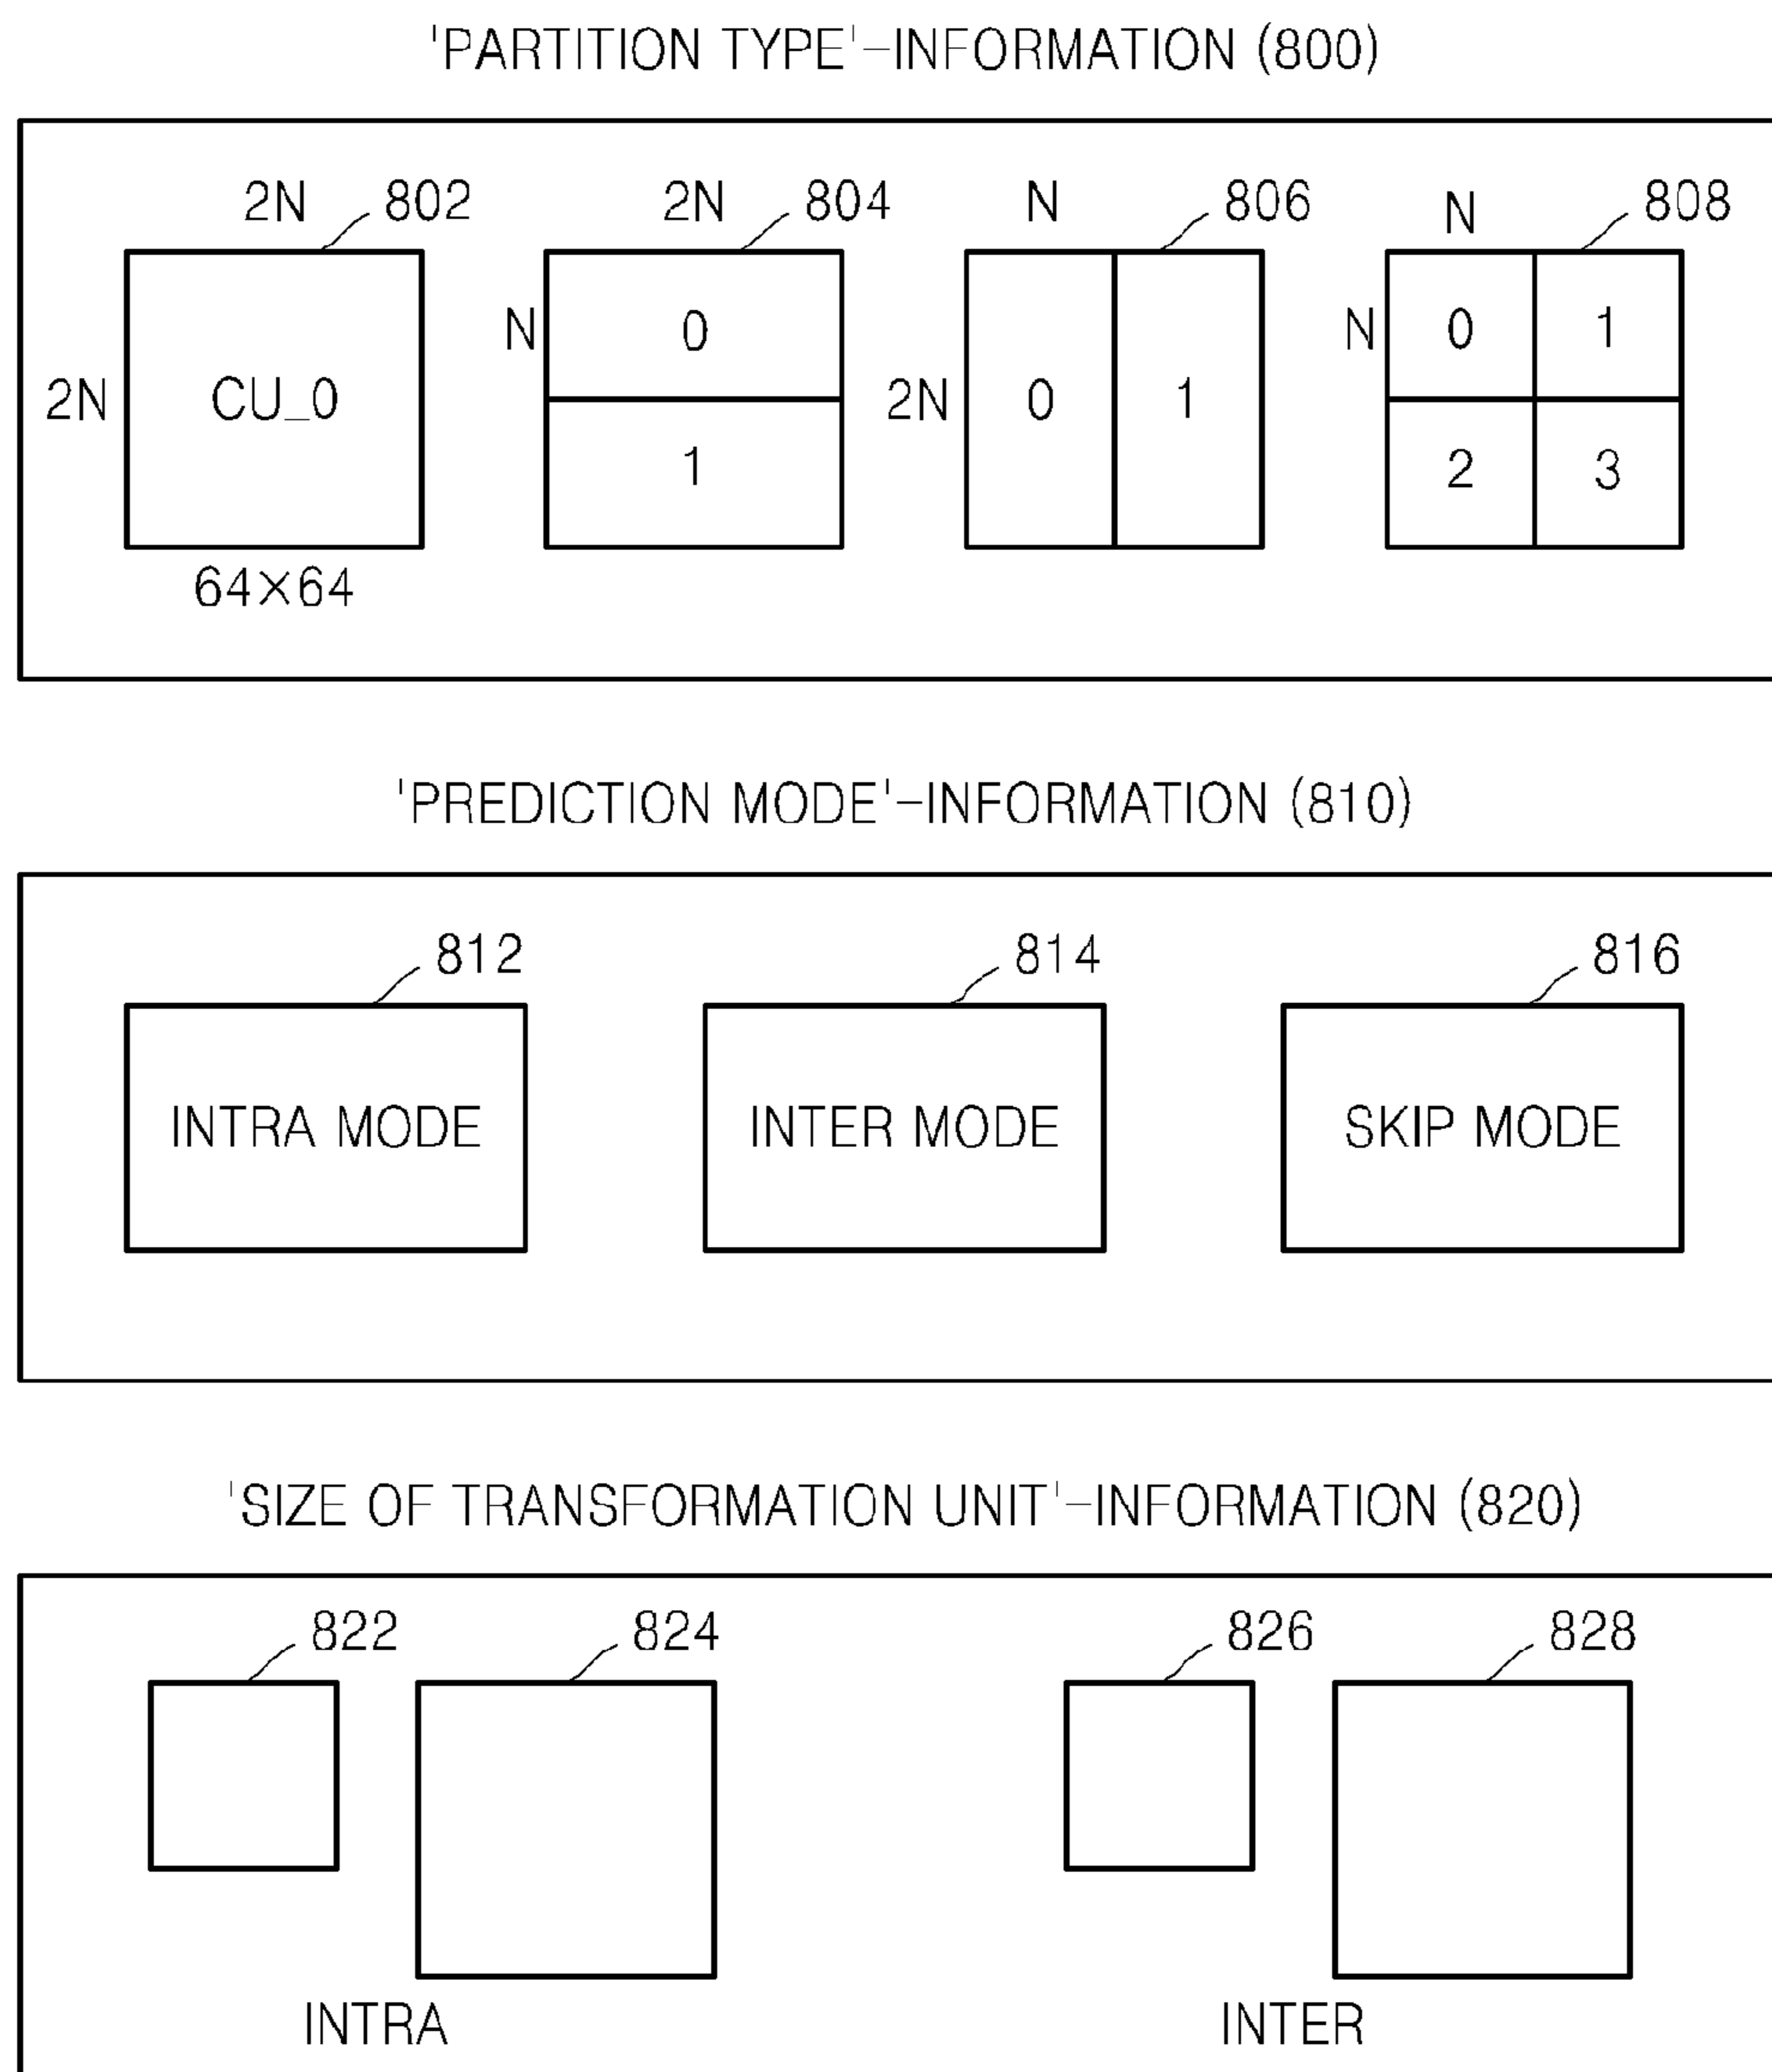 'PARTITION TYPE'-INFORMATION (800)
2N 802 2N 804 N 806 N 808
N 0 N 0 1
2N CU_0 2N 0 1
1 2 3
64×64
'PREDICTION MODE'-INFORMATION (810)
812 814 816
INTRA MODE INTER MODE SKIP MODE
'SIZE OF TRANSFORMATION UNIT'-INFORMATION (820)
822 824 826 828
INTRA INTER